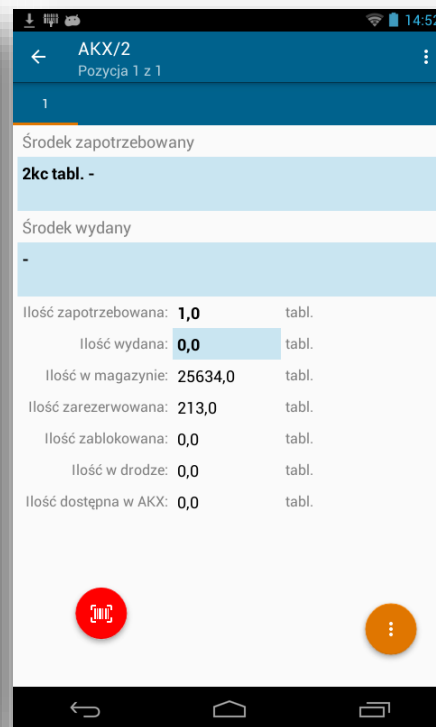 14:52
AKX/2
Pozycja 1 z 1
1
Środek zapotrzebowany
2kc tabl. -
Środek wydany
-
Ilość zapotrzebowana: 1,0 tabl.
Ilość wydana: 0,0 tabl.
Ilość w magazynie: 25634,0 tabl.
Ilość zarezerwowana: 213,0 tabl.
Ilość zablokowana: 0,0 tabl.
Ilość w drodze: 0,0 tabl.
Ilość dostępna w AKX: 0,0 tabl.